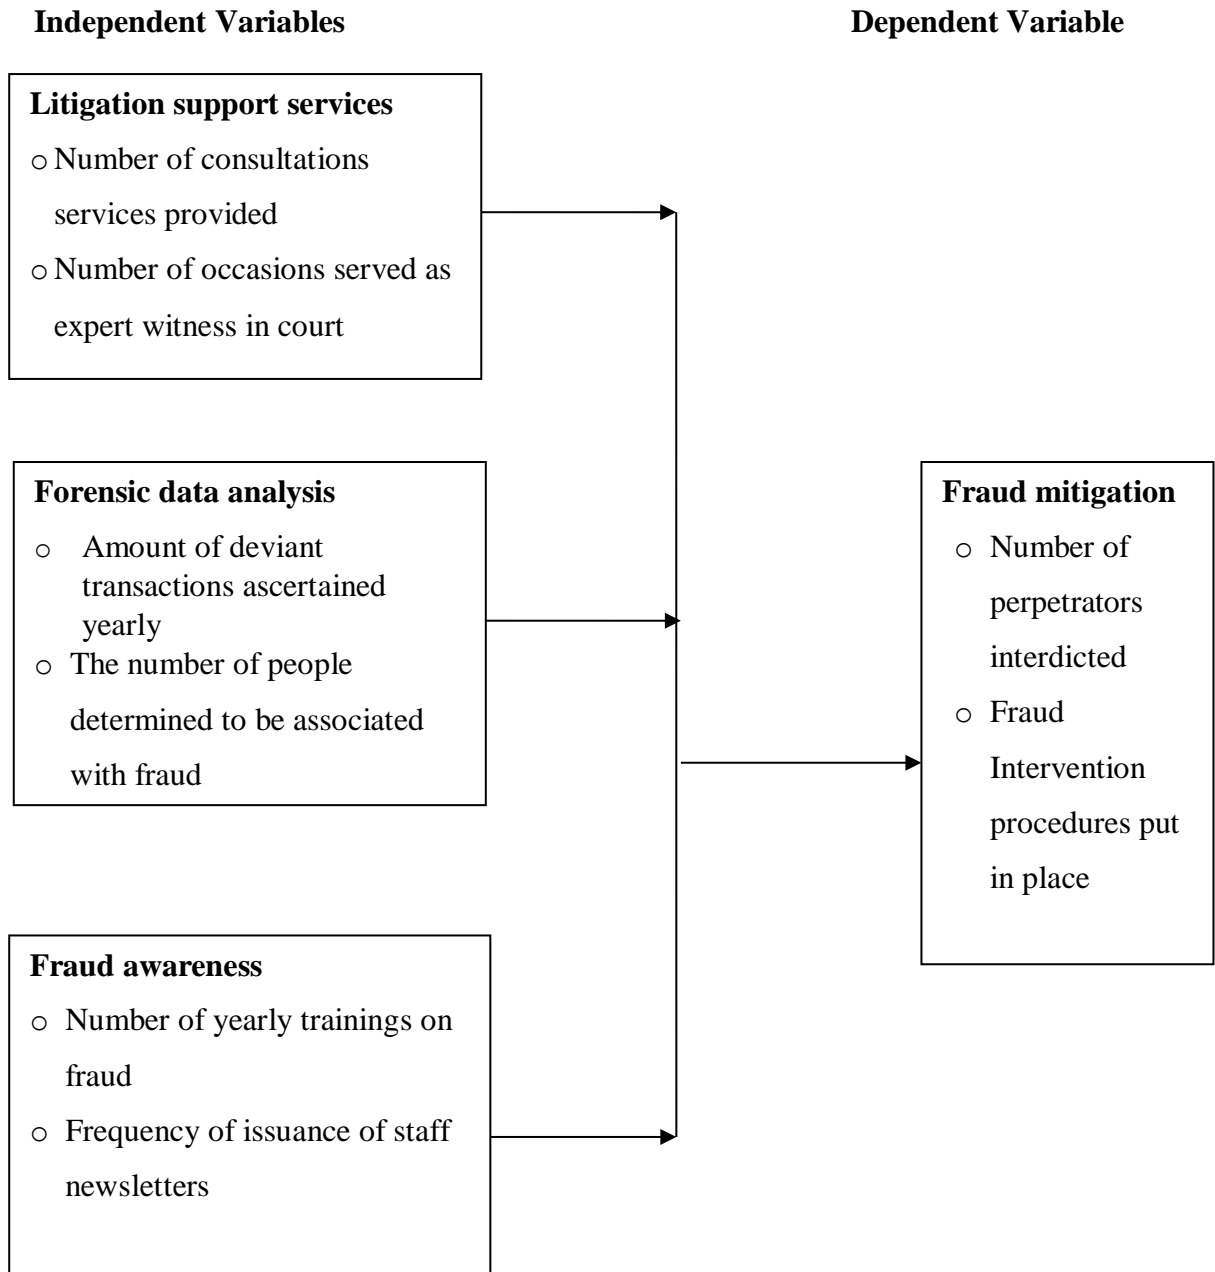 Independent Variables
Dependent Variable
Litigation support services
o Number of consultations
services provided
o Number of occasions served as
expert witness in court
Forensic data analysis
o Amount of deviant
transactions ascertained
yearly
o The number of people
determined to be associated
with fraud
Fraud awareness
o Number of yearly trainings on
fraud
o Frequency of issuance of staff
newsletters
Fraud mitigation
o Number of
perpetrators
interdicted
o Fraud
Intervention
procedures put
in place